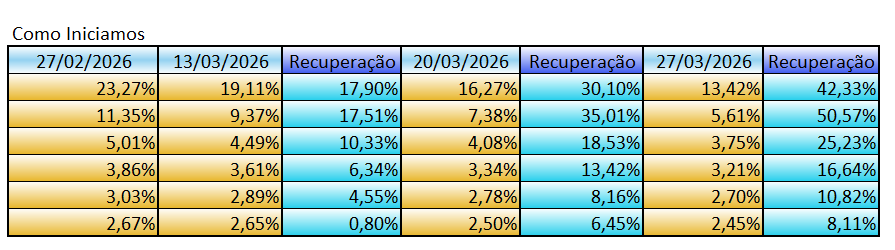 Como Iniciamos
27/02/2026 13/03/2026 Recuperação 20/03/2026 Recuperação 27/03/2026 Recuperação
23,27% 19,11% 17,90% 16,27% 30,10% 13,42% 42,33%
11,35% 9,37% 17,51% 7,38% 35,01% 5,61% 50,57%
5,01% 4,49% 10,33% 4,08% 18,53% 3,75% 25,23%
3,86% 3,61% 6,34% 3,34% 13,42% 3,21% 16,64%
3,03% 2,89% 4,55% 2,78% 8,16% 2,70% 10,82%
2,67% 2,65% 0,80% 2,50% 6,45% 2,45% 8,11%